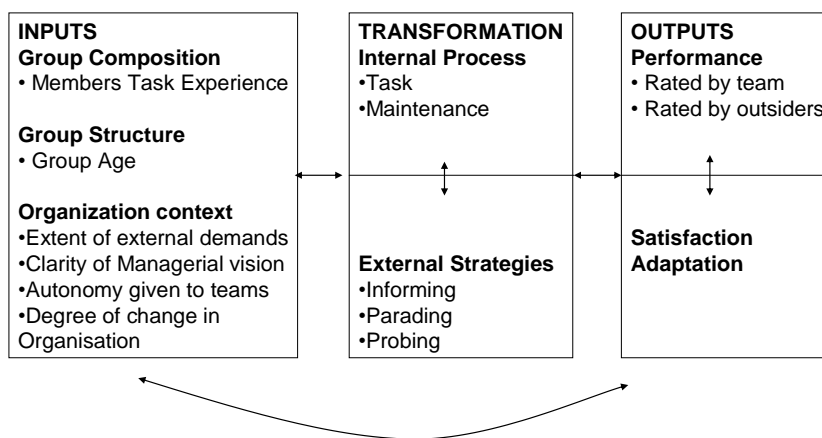 INPUTS
Group Composition
• Members Task Experience
Group Structure
• Group Age
Organization context
•Extent of external demands
•Clarity of Managerial vision
•Autonomy given to teams
•Degree of change in
Organisation
TRANSFORMATION
Internal Process
•Task
•Maintenance
External Strategies
•Informing
•Parading
•Probing
OUTPUTS
Performance
• Rated by team
• Rated by outsiders
Satisfaction
Adaptation